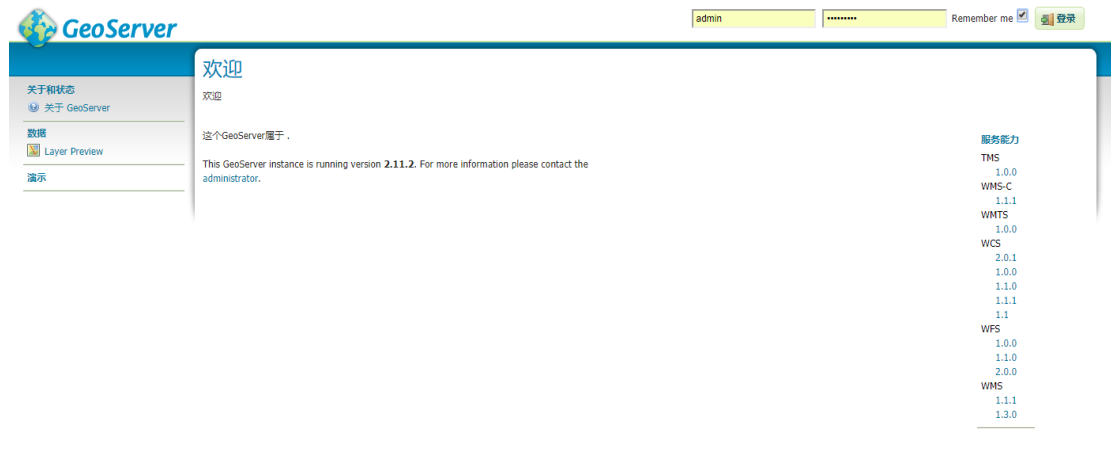 GeoServer
admin
•••••••••
Remember me
登录
关于和状态
关于 GeoServer
数据
Layer Preview
演示
欢迎
欢迎
这个GeoServer属于 .
This GeoServer instance is running version 2.11.2. For more information please contact the
administrator.
服务能力
TMS
1.0.0
WMS-C
1.1.1
WMTS
1.0.0
WCS
2.0.1
1.0.0
1.1.0
1.1.1
1.1
WFS
1.0.0
1.1.0
2.0.0
WMS
1.1.1
1.3.0